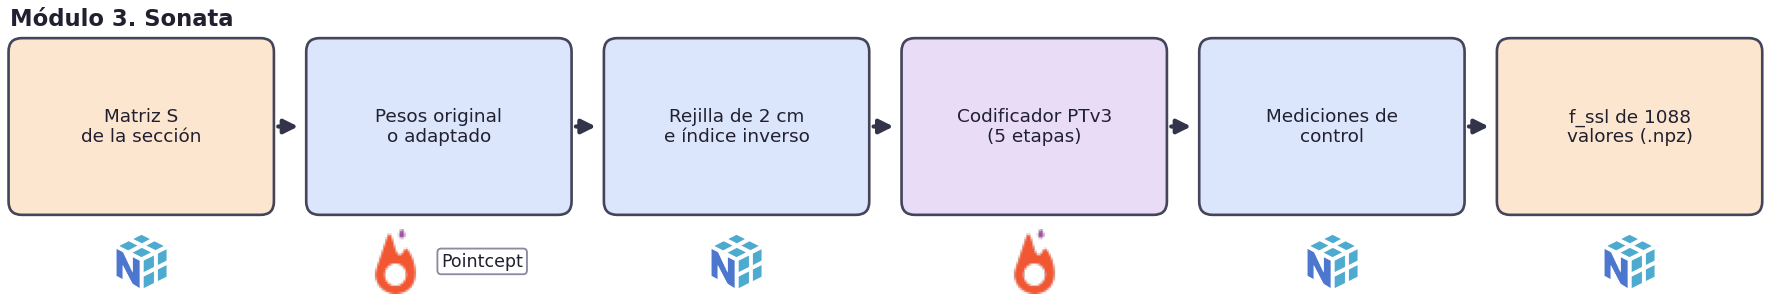 Módulo 3. Sonata
Matriz S
de la sección
Pesos original
o adaptado
Rejilla de 2 cm
e índice inverso
Codificador PTv3
(5 etapas)
Mediciones de
control
f_ssl de 1088
valores (.npz)
Pointcept